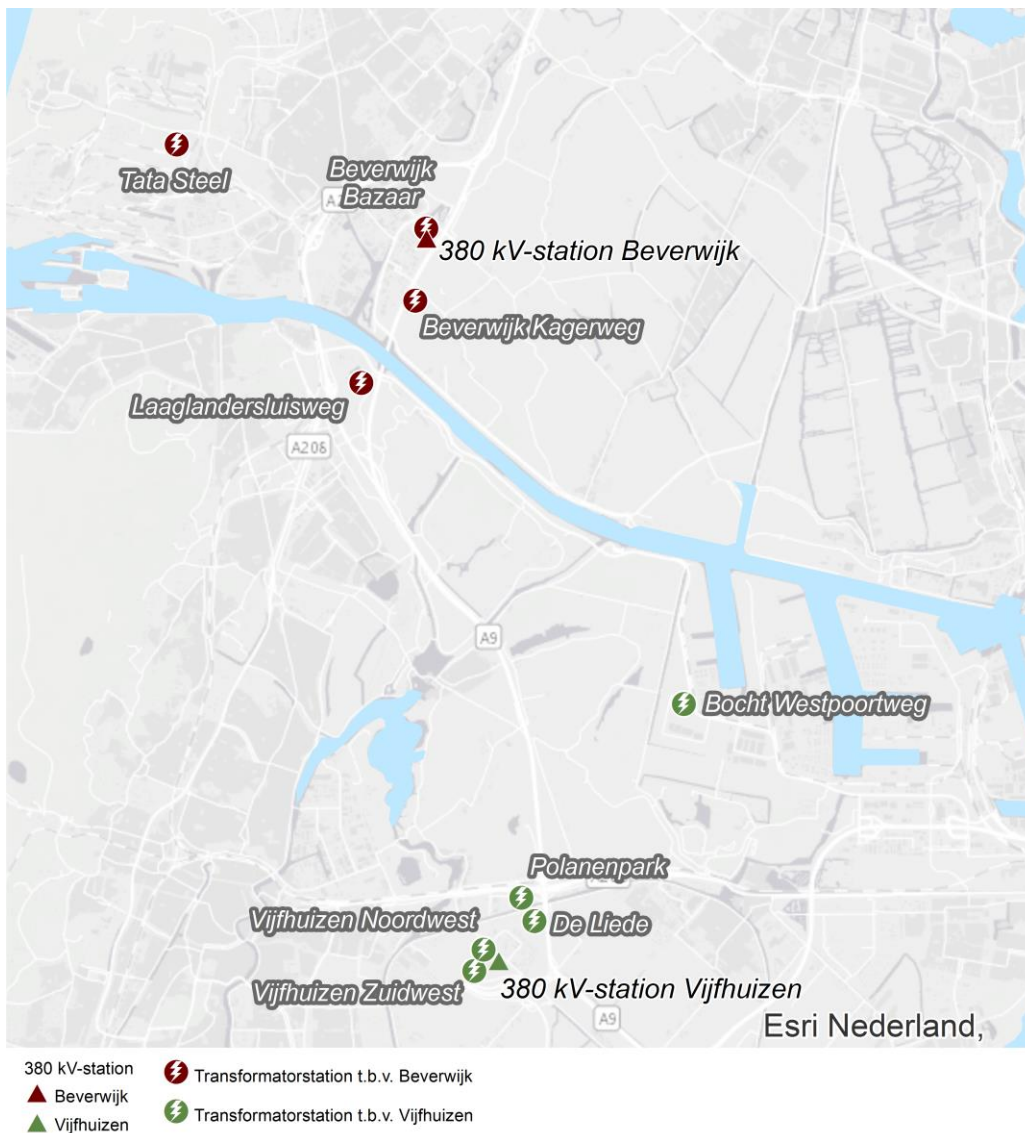 Tata Steel
Beverwijk
Bazaar
380 kV-station Beverwijk
Beverwijk Kagerweg
Laaglandersluisweg
A208
A9
Bocht Westpoortweg
Polanenpark
Vijfhuizen Noordwest
De Liede
Vijfhuizen Zuidwest
380 kV-station Vijfhuizen
A9
Esri Nederland,
380 kV-station
Beverwijk
Vijfhuizen
Transformatorstation t.b.v. Beverwijk
Transformatorstation t.b.v. Vijfhuizen